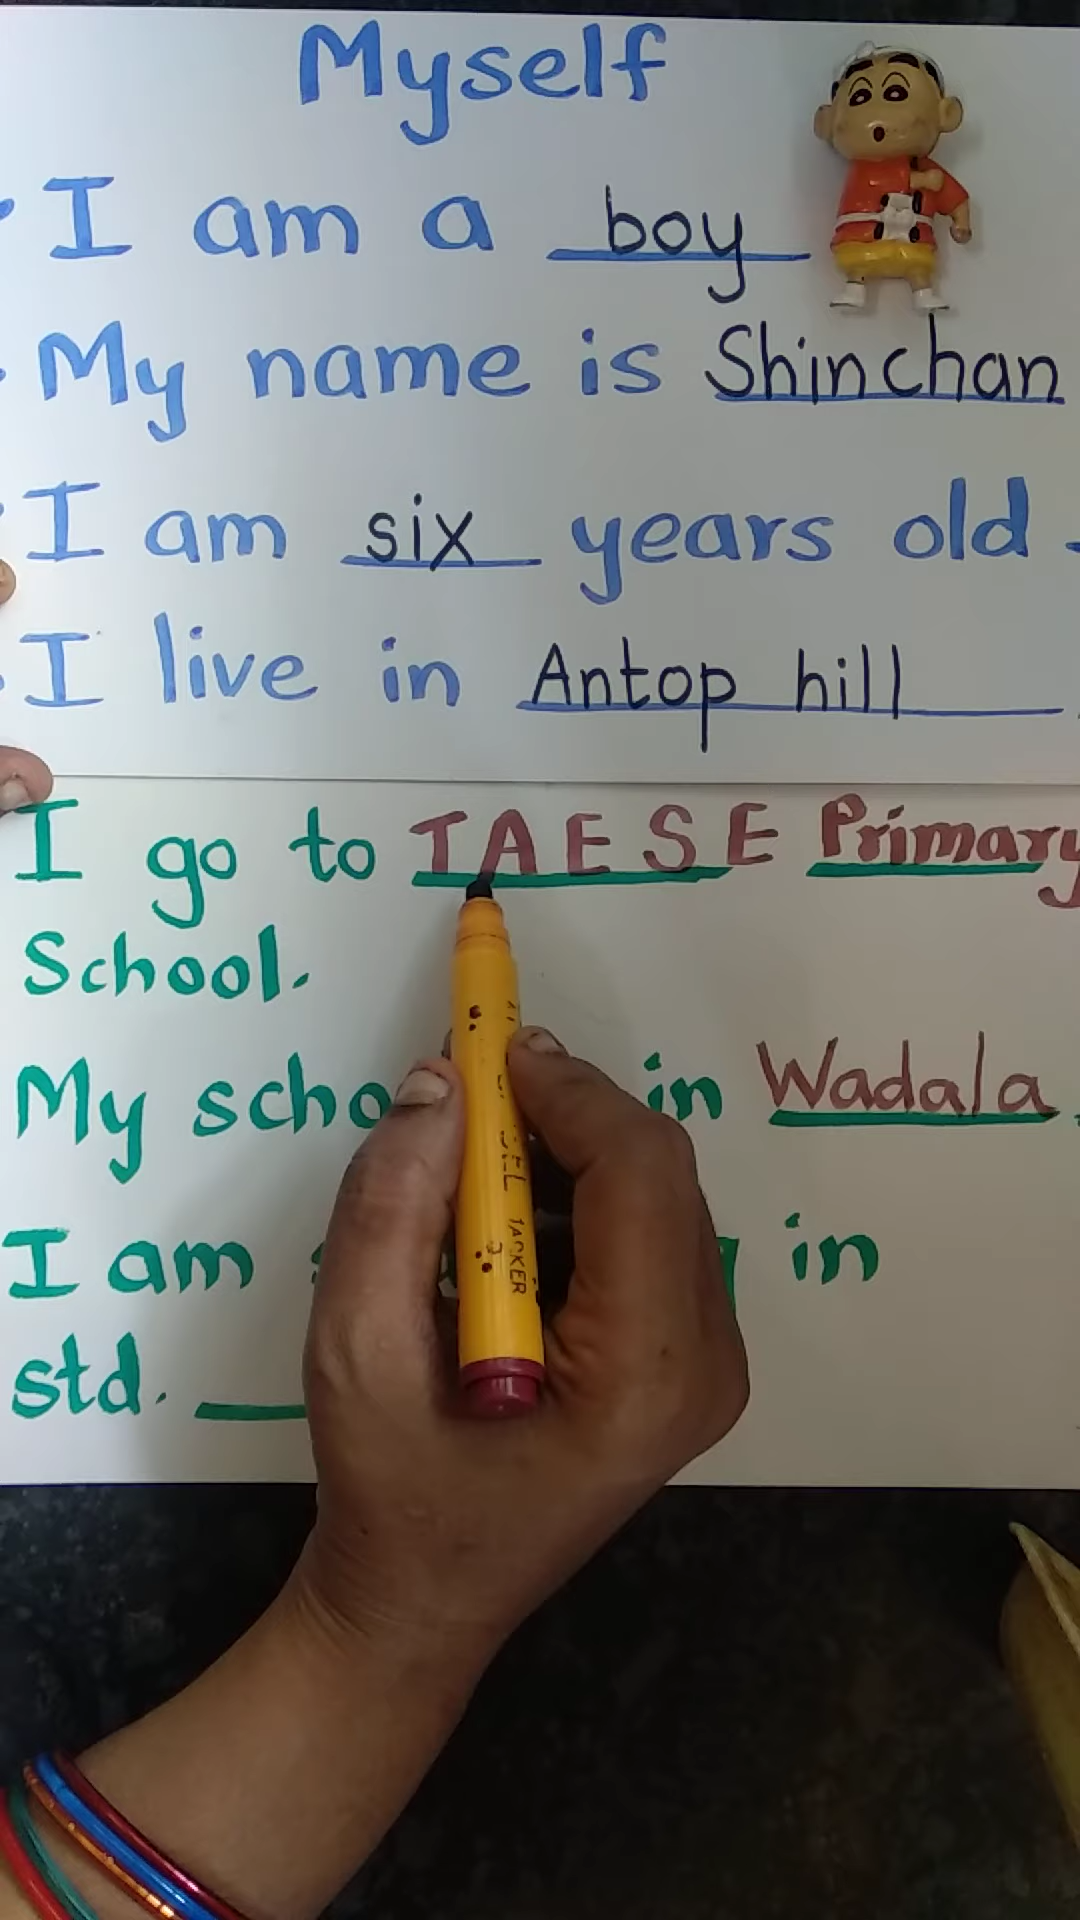 Myself
I am a boy
My name is Shinchan
I am six years old.
I live in Antop hill.
I go to IAESE Primary
School.
My in Wadala.
I am in
std.